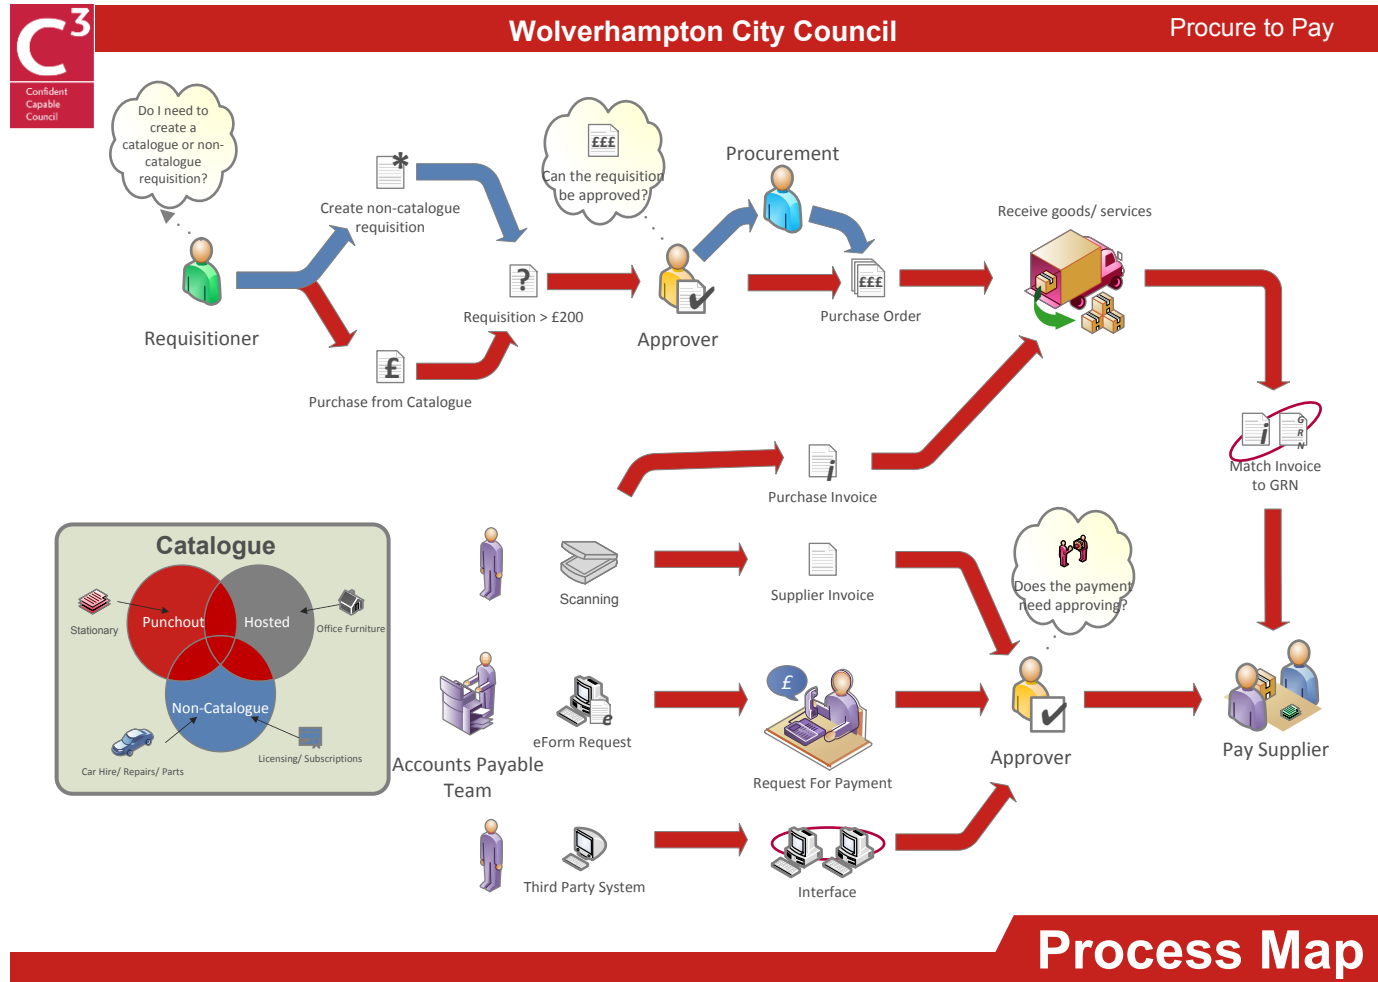 C3
Confident
Capable
Council
Wolverhampton City Council
Procure to Pay
Do I need to
create a
catalogue or non-
catalogue
requisition?
Requisitioner
*
Create non-catalogue
requisition
£
Purchase from Catalogue
?
Requisition > £200
£££
Can the requisition
be approved?
Approver
Procurement
£££
Purchase Order
Receive goods/ services
i
G
R
N
Match Invoice
to GRN
i
Purchase Invoice
Scanning
Supplier Invoice
Does the payment
need approving?
Catalogue
Punchout
Hosted
Stationary
Office Furniture
Non-Catalogue
Car Hire/ Repairs/ Parts
Licensing/ Subscriptions
Accounts Payable
Team
e
eForm Request
£
Request For Payment
Approver
Pay Supplier
Third Party System
Interface
Process Map